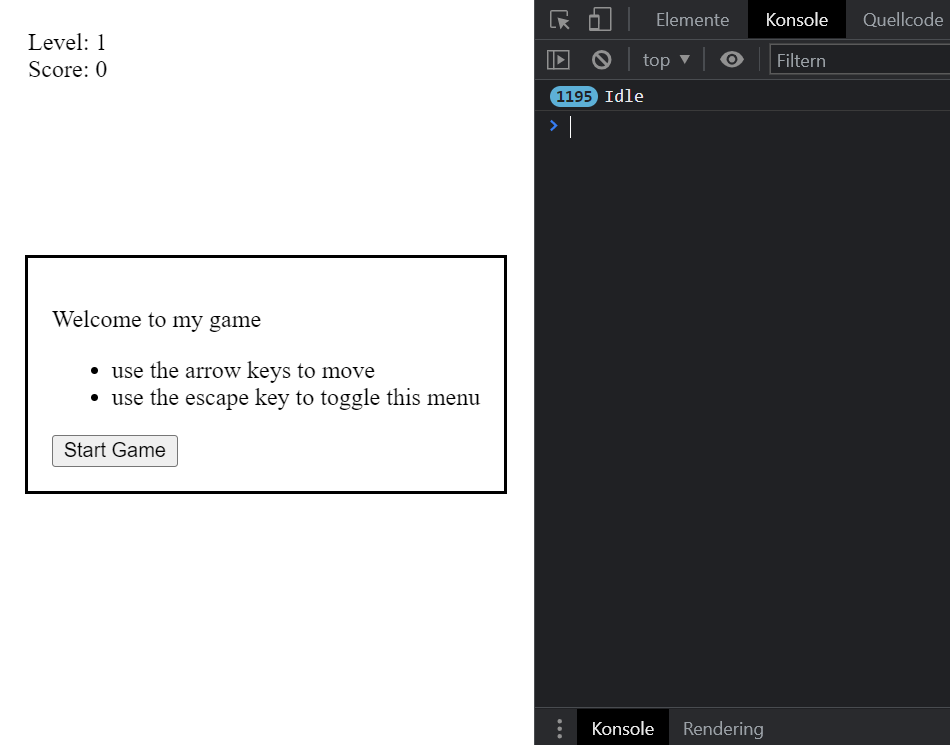 Level: 1
Score: 0
Welcome to my game
• use the arrow keys to move
• use the escape key to toggle this menu
Start Game
Elemente Konsole Quellcode
top ▼ Filtern
1195 Idle
>
Konsole Rendering